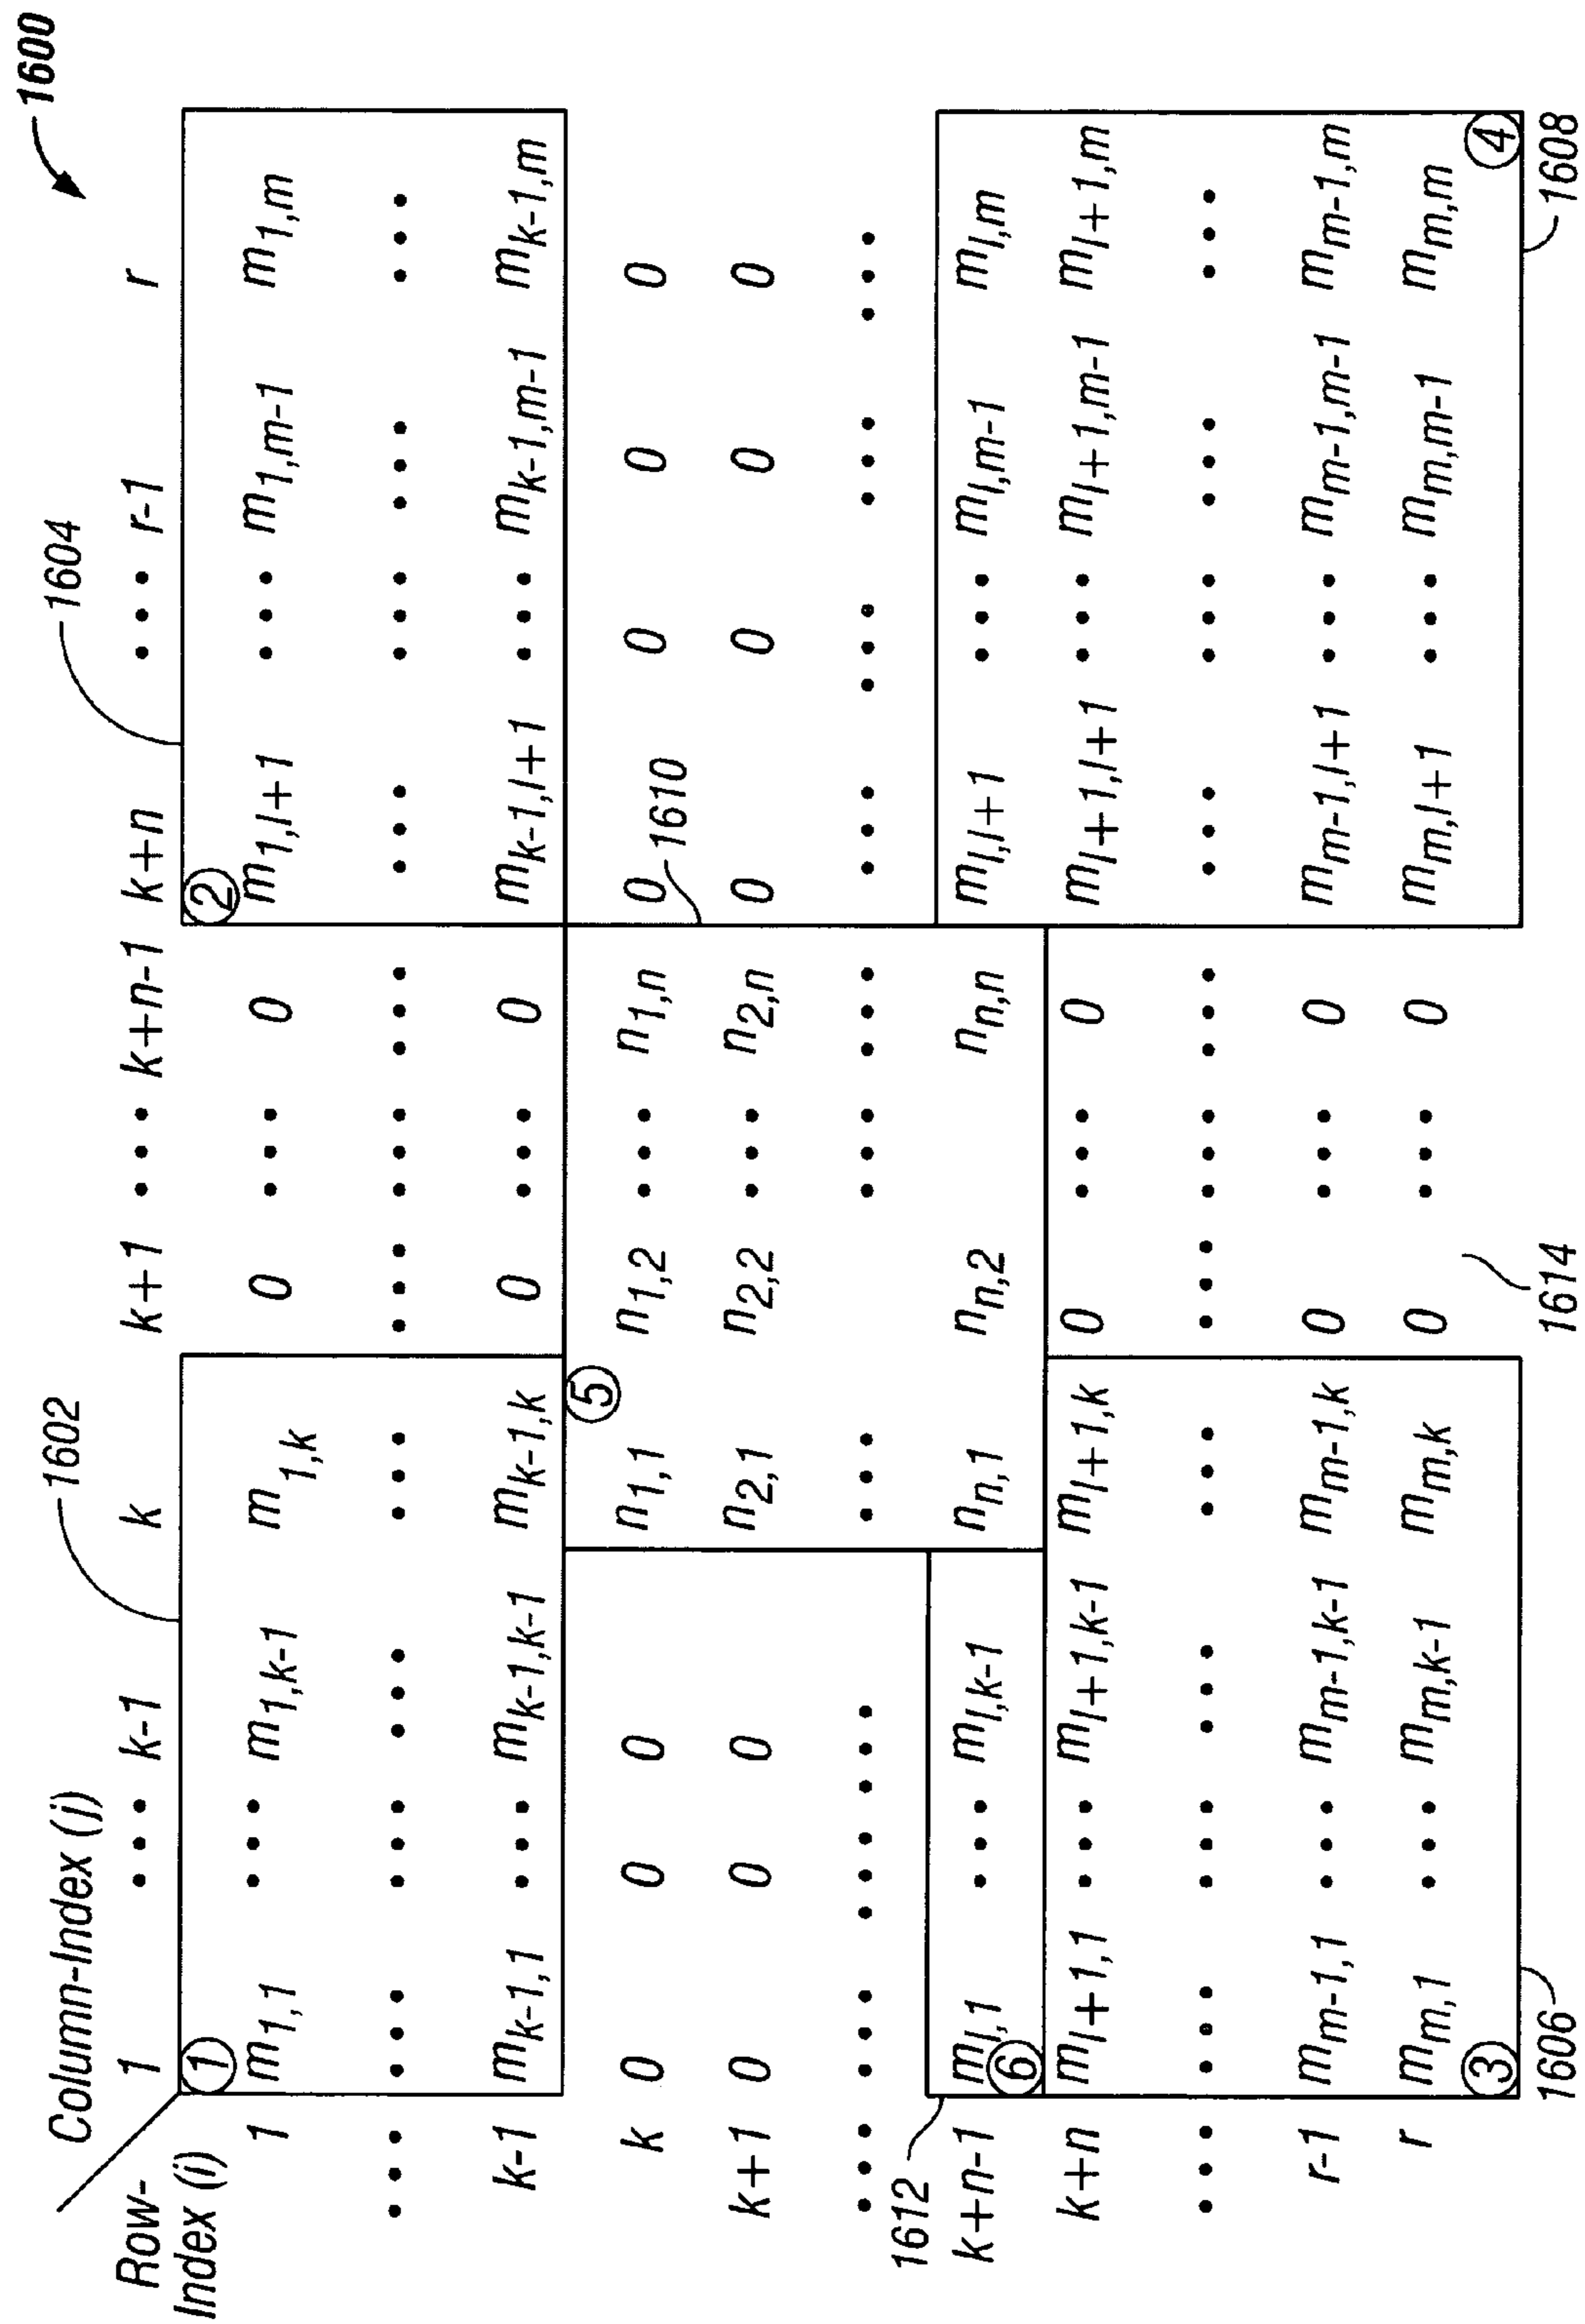 1600
Column-Index (j)
Row-Index (i)
1 ••• k-1 k k+1 ••• k+n-1 k+n ••• r-1 r
1602
1604
① ②
1 m1,1 ••• m1,k-1 m1,k 0 ••• 0 m1,l+1 ••• m1,m-1 m1,m
••• ••• ••• ••• ••• ••• ••• ••• ••• ••• ••• •••
k-1 mk-1,1 ••• mk-1,k-1 mk-1,k 0 ••• 0 mk-1,l+1 ••• mk-1,m-1 mk-1,m
⑤
k 0 0 0 n1,1 n1,2 ••• n1,n 0 0 0 0
1610
k+1 0 0 0 n2,1 n2,2 ••• n2,n 0 0 0 0
••• ••• ••• ••• ••• ••• ••• ••• ••• ••• •••
1612
k+n-1 ml,1 ••• ml,k-1 nn,1 nn,2 nn,n ml,l+1 ••• ml,m-1 ml,m
⑥
k+n ml+1,1 ••• ml+1,k-1 ml+1,k 0 ••• 0 ml+1,l+1 ••• ml+1,m-1 ml+1,m
••• ••• ••• ••• ••• ••• ••• ••• ••• ••• ••• •••
r-1 mm-1,1 ••• mm-1,k-1 mm-1,k 0 ••• 0 mm-1,l+1 ••• mm-1,m-1 mm-1,m
r mm,1 ••• mm,k-1 mm,k 0 ••• 0 mm,l+1 ••• mm,m-1 mm,m
③ ④
1606 1614 1608